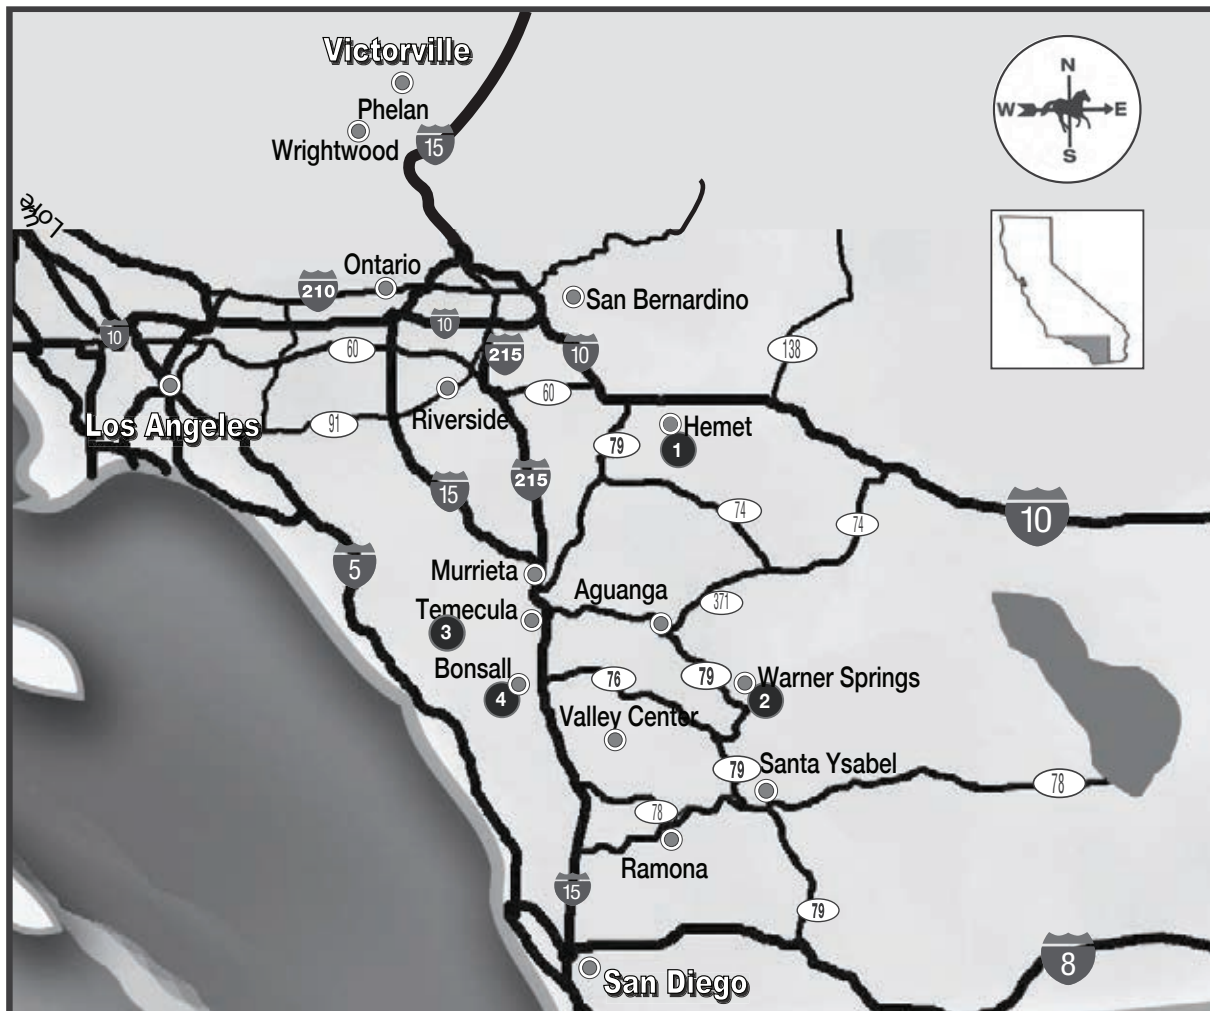 Victorville
Phelan
Wrightwood
15
N
W E
S
Ontario
210
San Bernardino
10
10
60
215
10
138
Los Angeles
91
Riverside
60
79
Hemet
1
15
215
74
74
10
5
Murrieta
Aguanga
371
Temecula
3
Bonsall
4
76
79
Warner Springs
2
Valley Center
79
Santa Ysabel
78
78
Ramona
15
79
8
San Diego